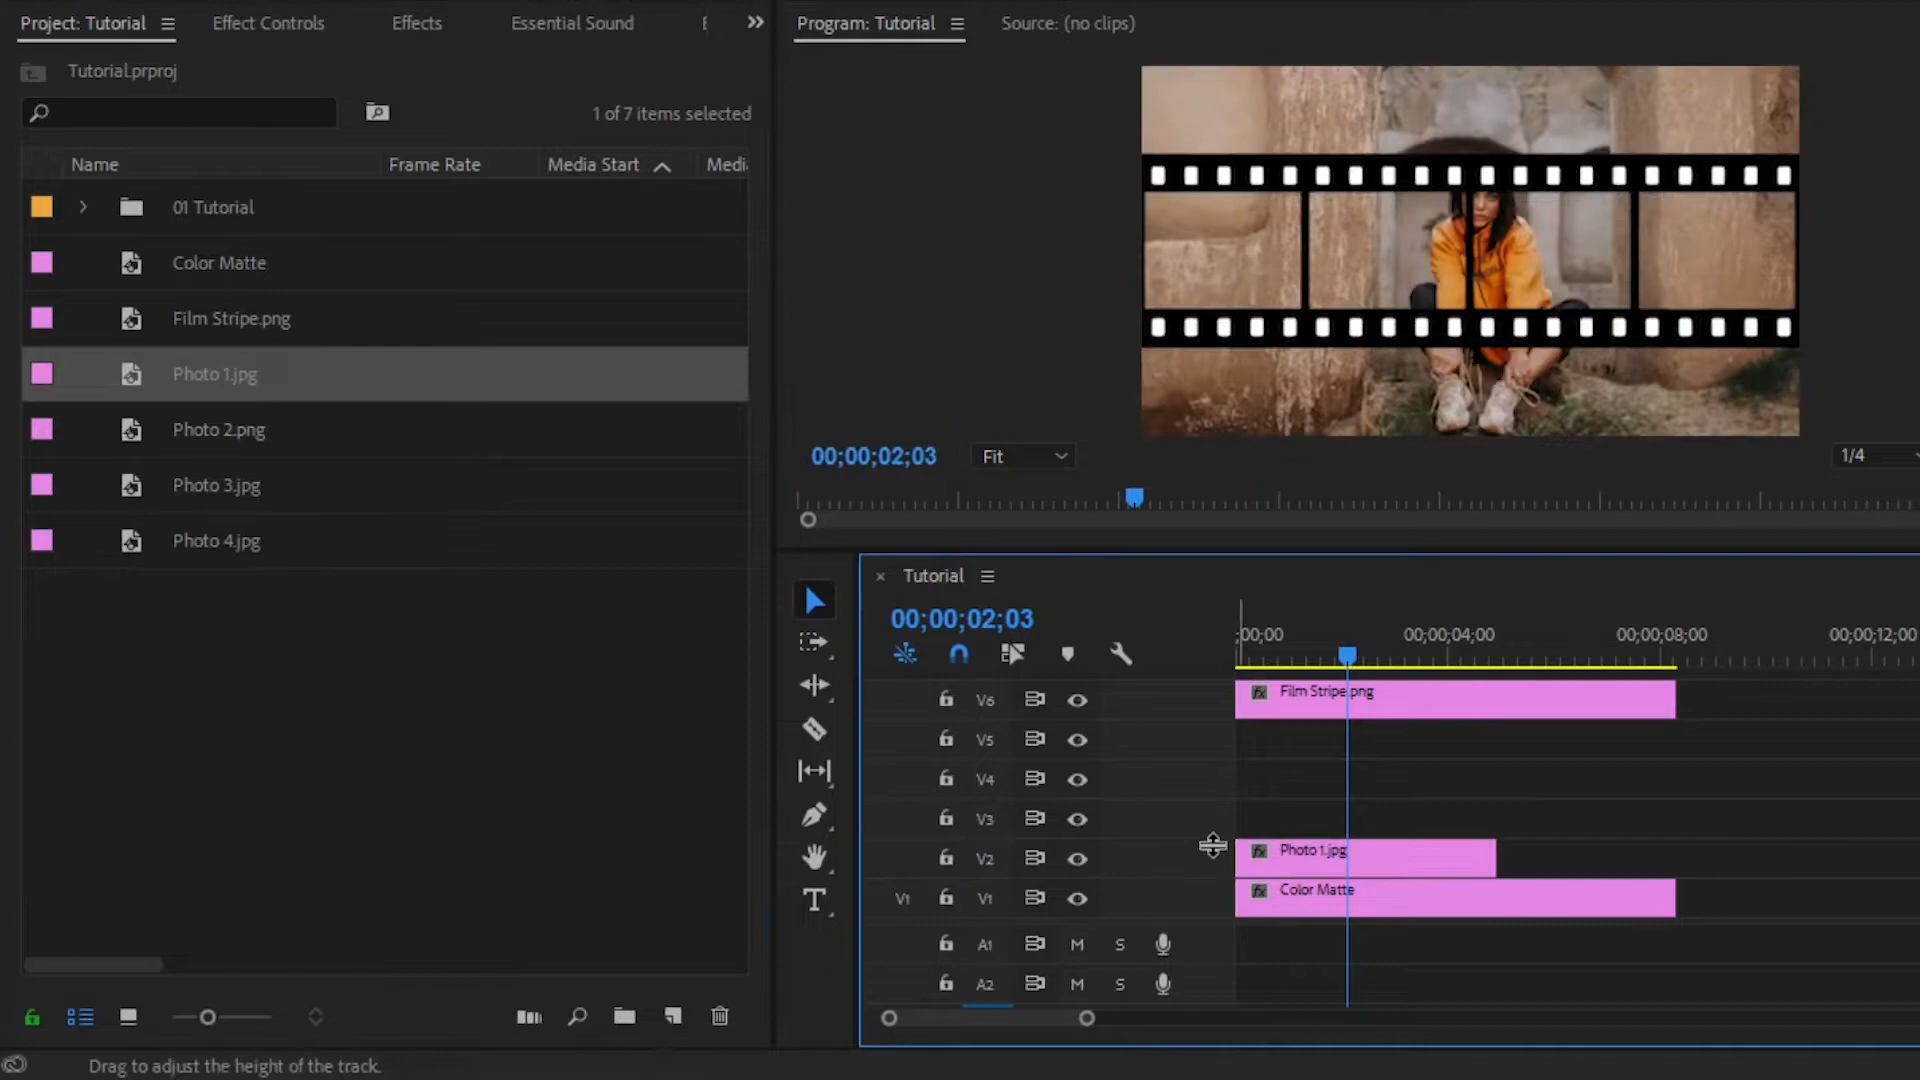 Project: Tutorial
Effect Controls
Effects
Essential Sound
Program: Tutorial
Source: (no clips)
Tutorial.prproj
1 of 7 items selected
Name
Frame Rate
Media Start
Medi
01 Tutorial
Color Matte
Film Stripe.png
Photo 1.jpg
Photo 2.png
Photo 3.jpg
Photo 4.jpg
00;00;02;03
Fit
1/4
Tutorial
00;00;02;03
;00;00
00;00;04;00
00;00;08;00
00;00;12;00
V6
Film Stripe.png
V5
V4
V3
V2
Photo 1.jpg
V1
V1
Color Matte
A1
M
S
A2
M
S
Drag to adjust the height of the track.